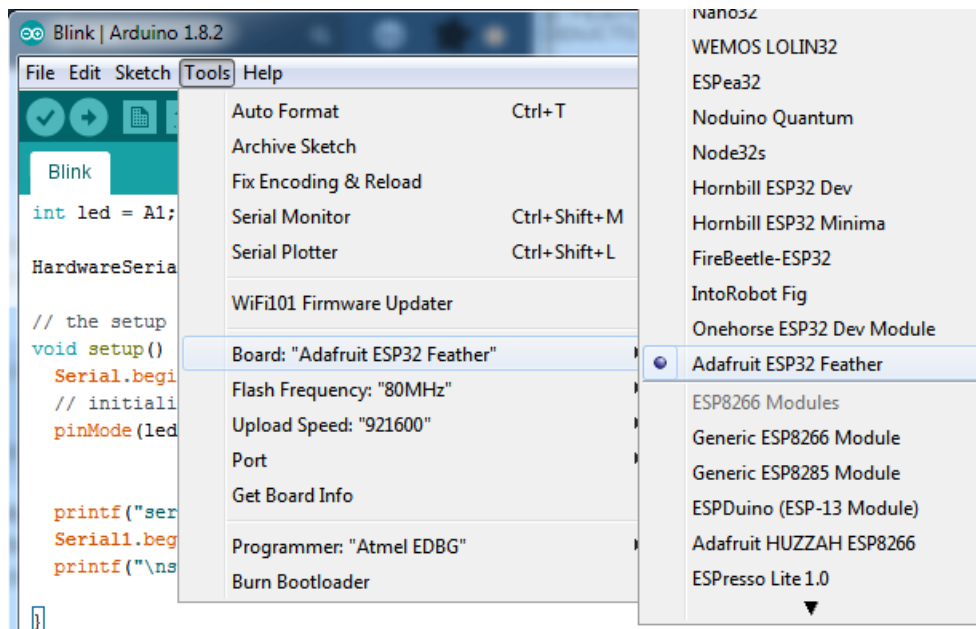 Blink | Arduino 1.8.2
File Edit Sketch Tools Help
Blink
int led = A1;
HardwareSeria
// the setup
void setup()
Serial.begi
// initiali
pinMode(led
printf("ser
Serial1.beg
printf("\ns
}
Auto Format Ctrl+T
Archive Sketch
Fix Encoding & Reload
Serial Monitor Ctrl+Shift+M
Serial Plotter Ctrl+Shift+L
WiFi101 Firmware Updater
Board: "Adafruit ESP32 Feather"
Flash Frequency: "80MHz"
Upload Speed: "921600"
Port
Get Board Info
Programmer: "Atmel EDBG"
Burn Bootloader
Nano32
WEMOS LOLIN32
ESPea32
Noduino Quantum
Node32s
Hornbill ESP32 Dev
Hornbill ESP32 Minima
FireBeetle-ESP32
IntoRobot Fig
Onehorse ESP32 Dev Module
Adafruit ESP32 Feather
ESP8266 Modules
Generic ESP8266 Module
Generic ESP8285 Module
ESPDuino (ESP-13 Module)
Adafruit HUZZAH ESP8266
ESPresso Lite 1.0